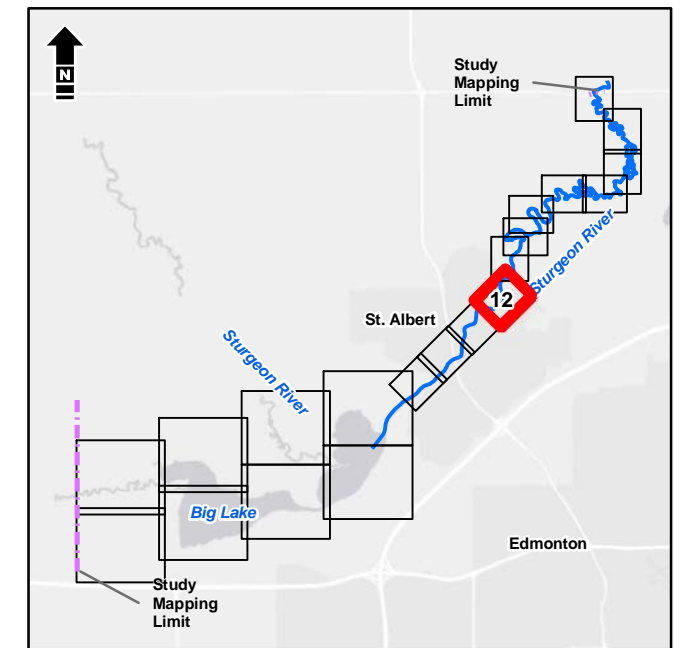 N
Study
Mapping
Limit
Sturgeon River
12
St. Albert
Sturgeon River
Big Lake
Edmonton
Study
Mapping
Limit